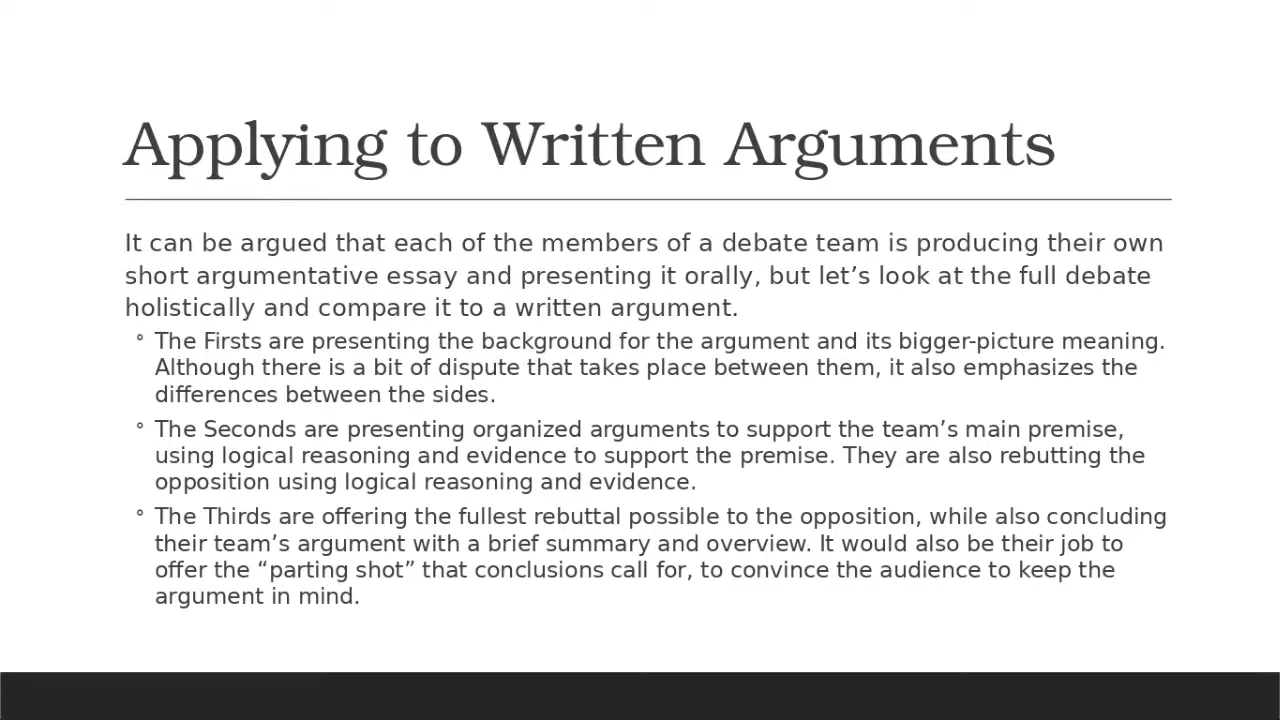 Applying to Written Arguments
It can be argued that each of the members of a debate team is producing their own
short argumentative essay and presenting it orally, but let’s look at the full debate
holistically and compare it to a written argument.
° The Firsts are presenting the background for the argument and its bigger-picture meaning.
Although there is a bit of dispute that takes place between them, it also emphasizes the
differences between the sides.
° The Seconds are presenting organized arguments to support the team’s main premise,
using logical reasoning and evidence to support the premise. They are also rebutting the
opposition using logical reasoning and evidence.
° The Thirds are offering the fullest rebuttal possible to the opposition, while also concluding
their team’s argument with a brief summary and overview. It would also be their job to
offer the “parting shot” that conclusions call for, to convince the audience to keep the
argument in mind.